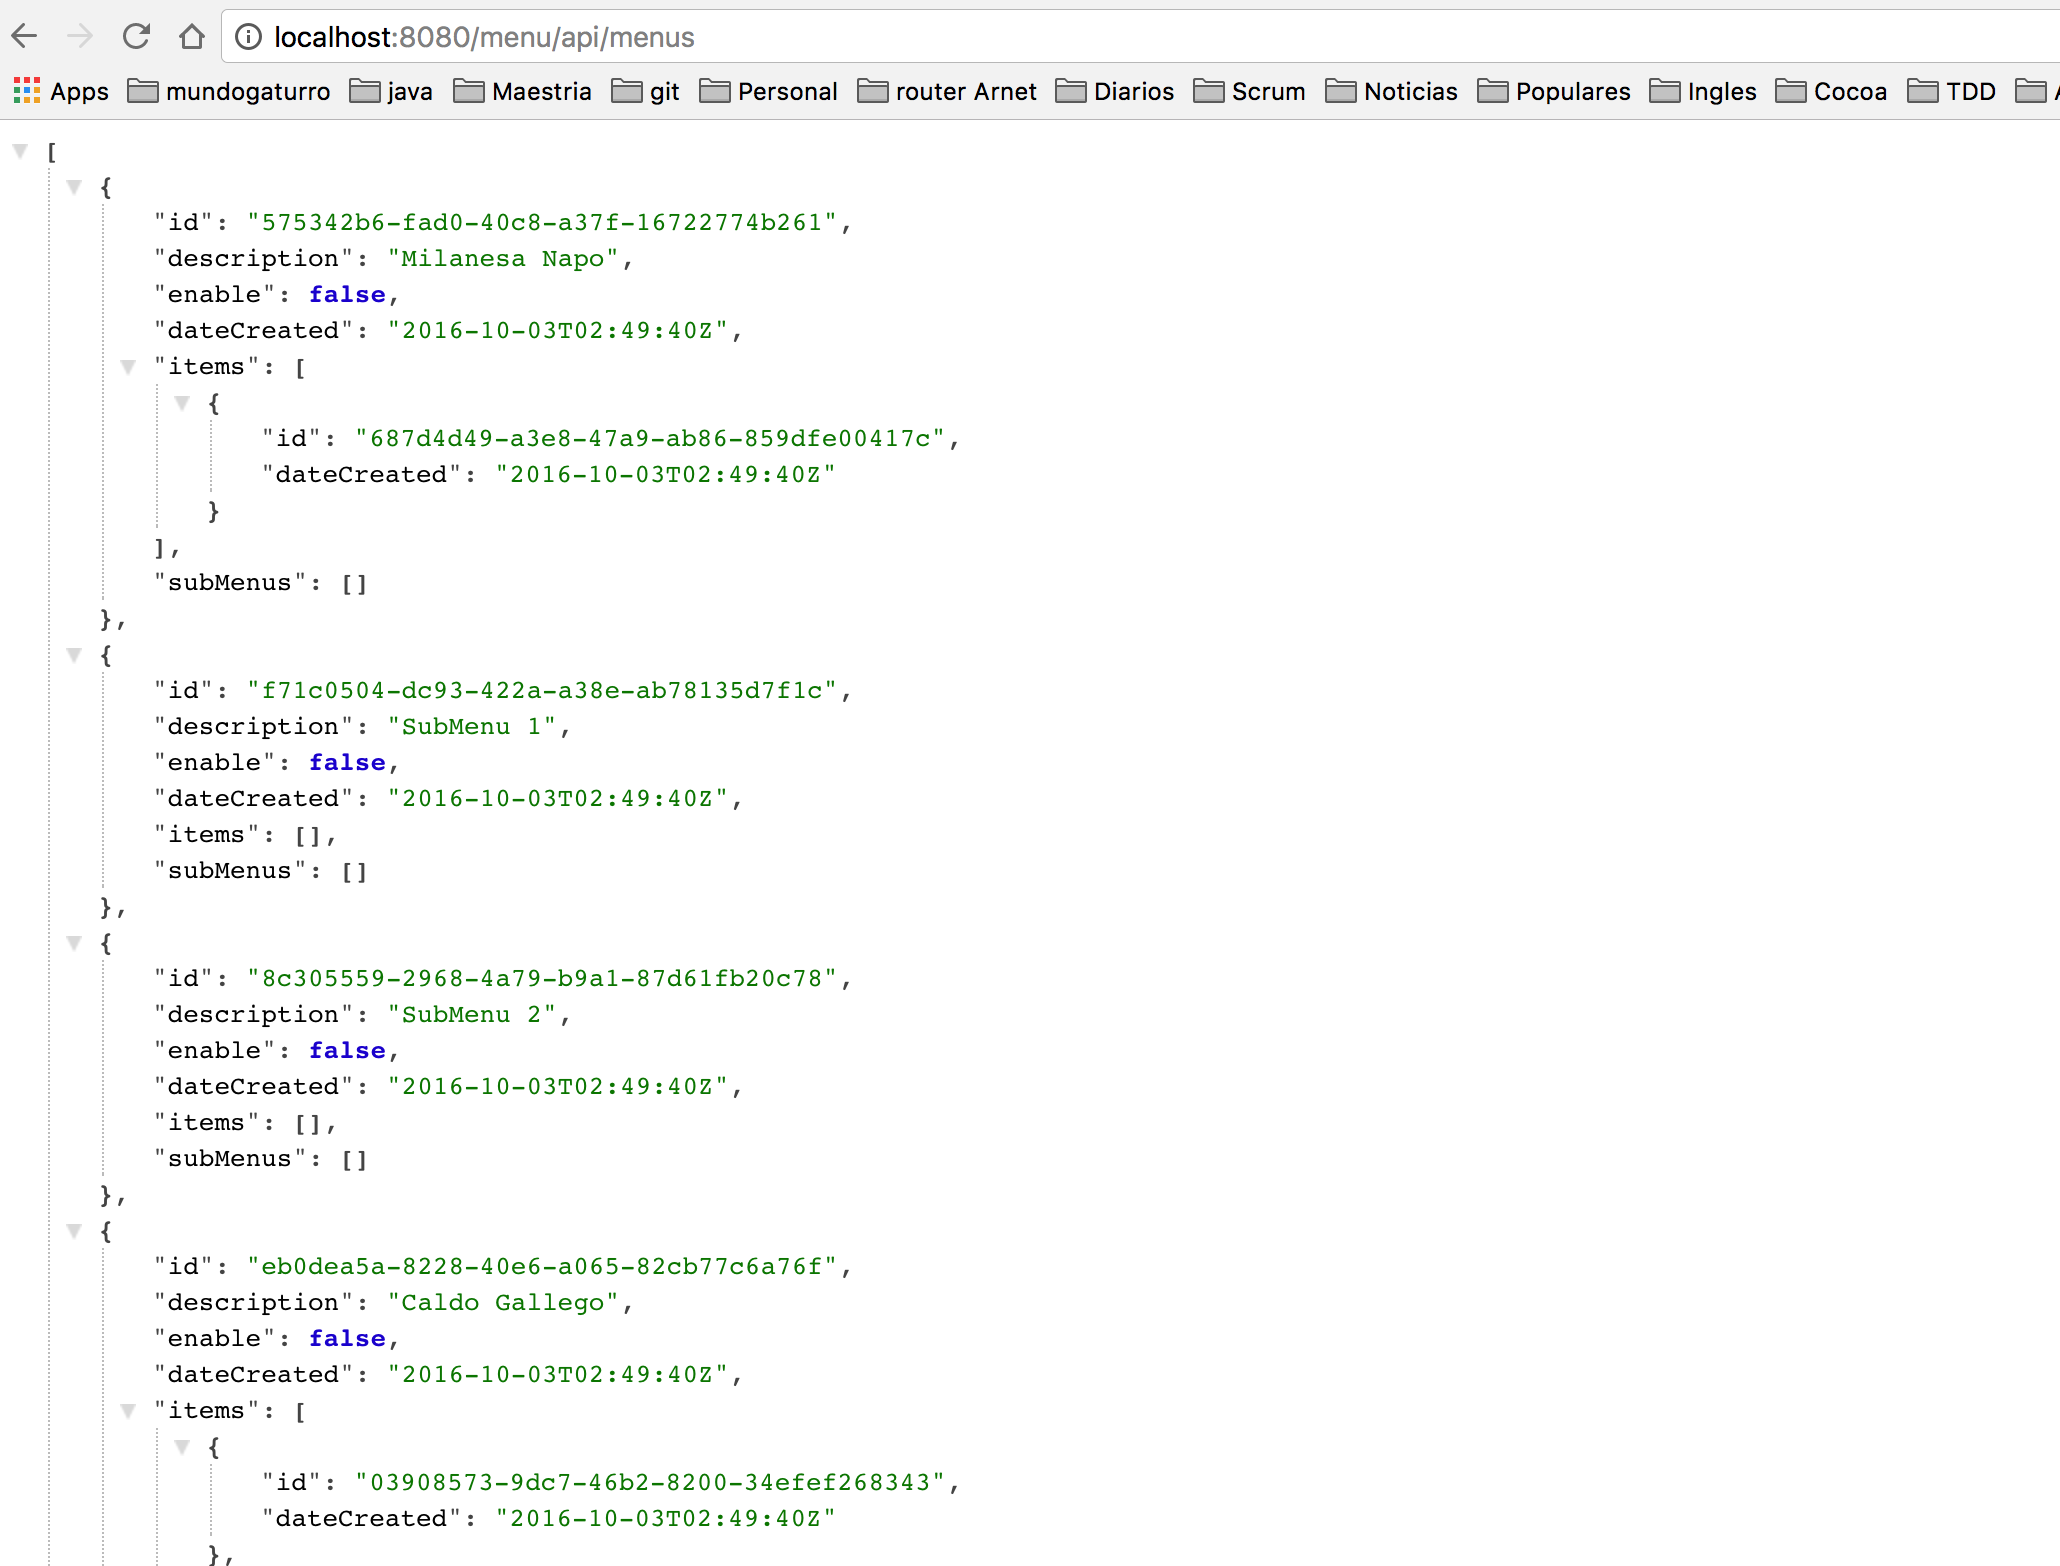 localhost:8080/menu/api/menus
Apps mundogaturro java Maestria git Personal router Arnet Diarios Scrum Noticias Populares Ingles Cocoa TDD
[
{
"id": "575342b6-fad0-40c8-a37f-16722774b261",
"description": "Milanesa Napo",
"enable": false,
"dateCreated": "2016-10-03T02:49:40Z",
"items": [
{
"id": "687d4d49-a3e8-47a9-ab86-859dfe00417c",
"dateCreated": "2016-10-03T02:49:40Z"
}
],
"subMenus": []
},
{
"id": "f71c0504-dc93-422a-a38e-ab78135d7f1c",
"description": "SubMenu 1",
"enable": false,
"dateCreated": "2016-10-03T02:49:40Z",
"items": [],
"subMenus": []
},
{
"id": "8c305559-2968-4a79-b9a1-87d61fb20c78",
"description": "SubMenu 2",
"enable": false,
"dateCreated": "2016-10-03T02:49:40Z",
"items": [],
"subMenus": []
},
{
"id": "eb0dea5a-8228-40e6-a065-82cb77c6a76f",
"description": "Caldo Gallego",
"enable": false,
"dateCreated": "2016-10-03T02:49:40Z",
"items": [
{
"id": "03908573-9dc7-46b2-8200-34efef268343",
"dateCreated": "2016-10-03T02:49:40Z"
},